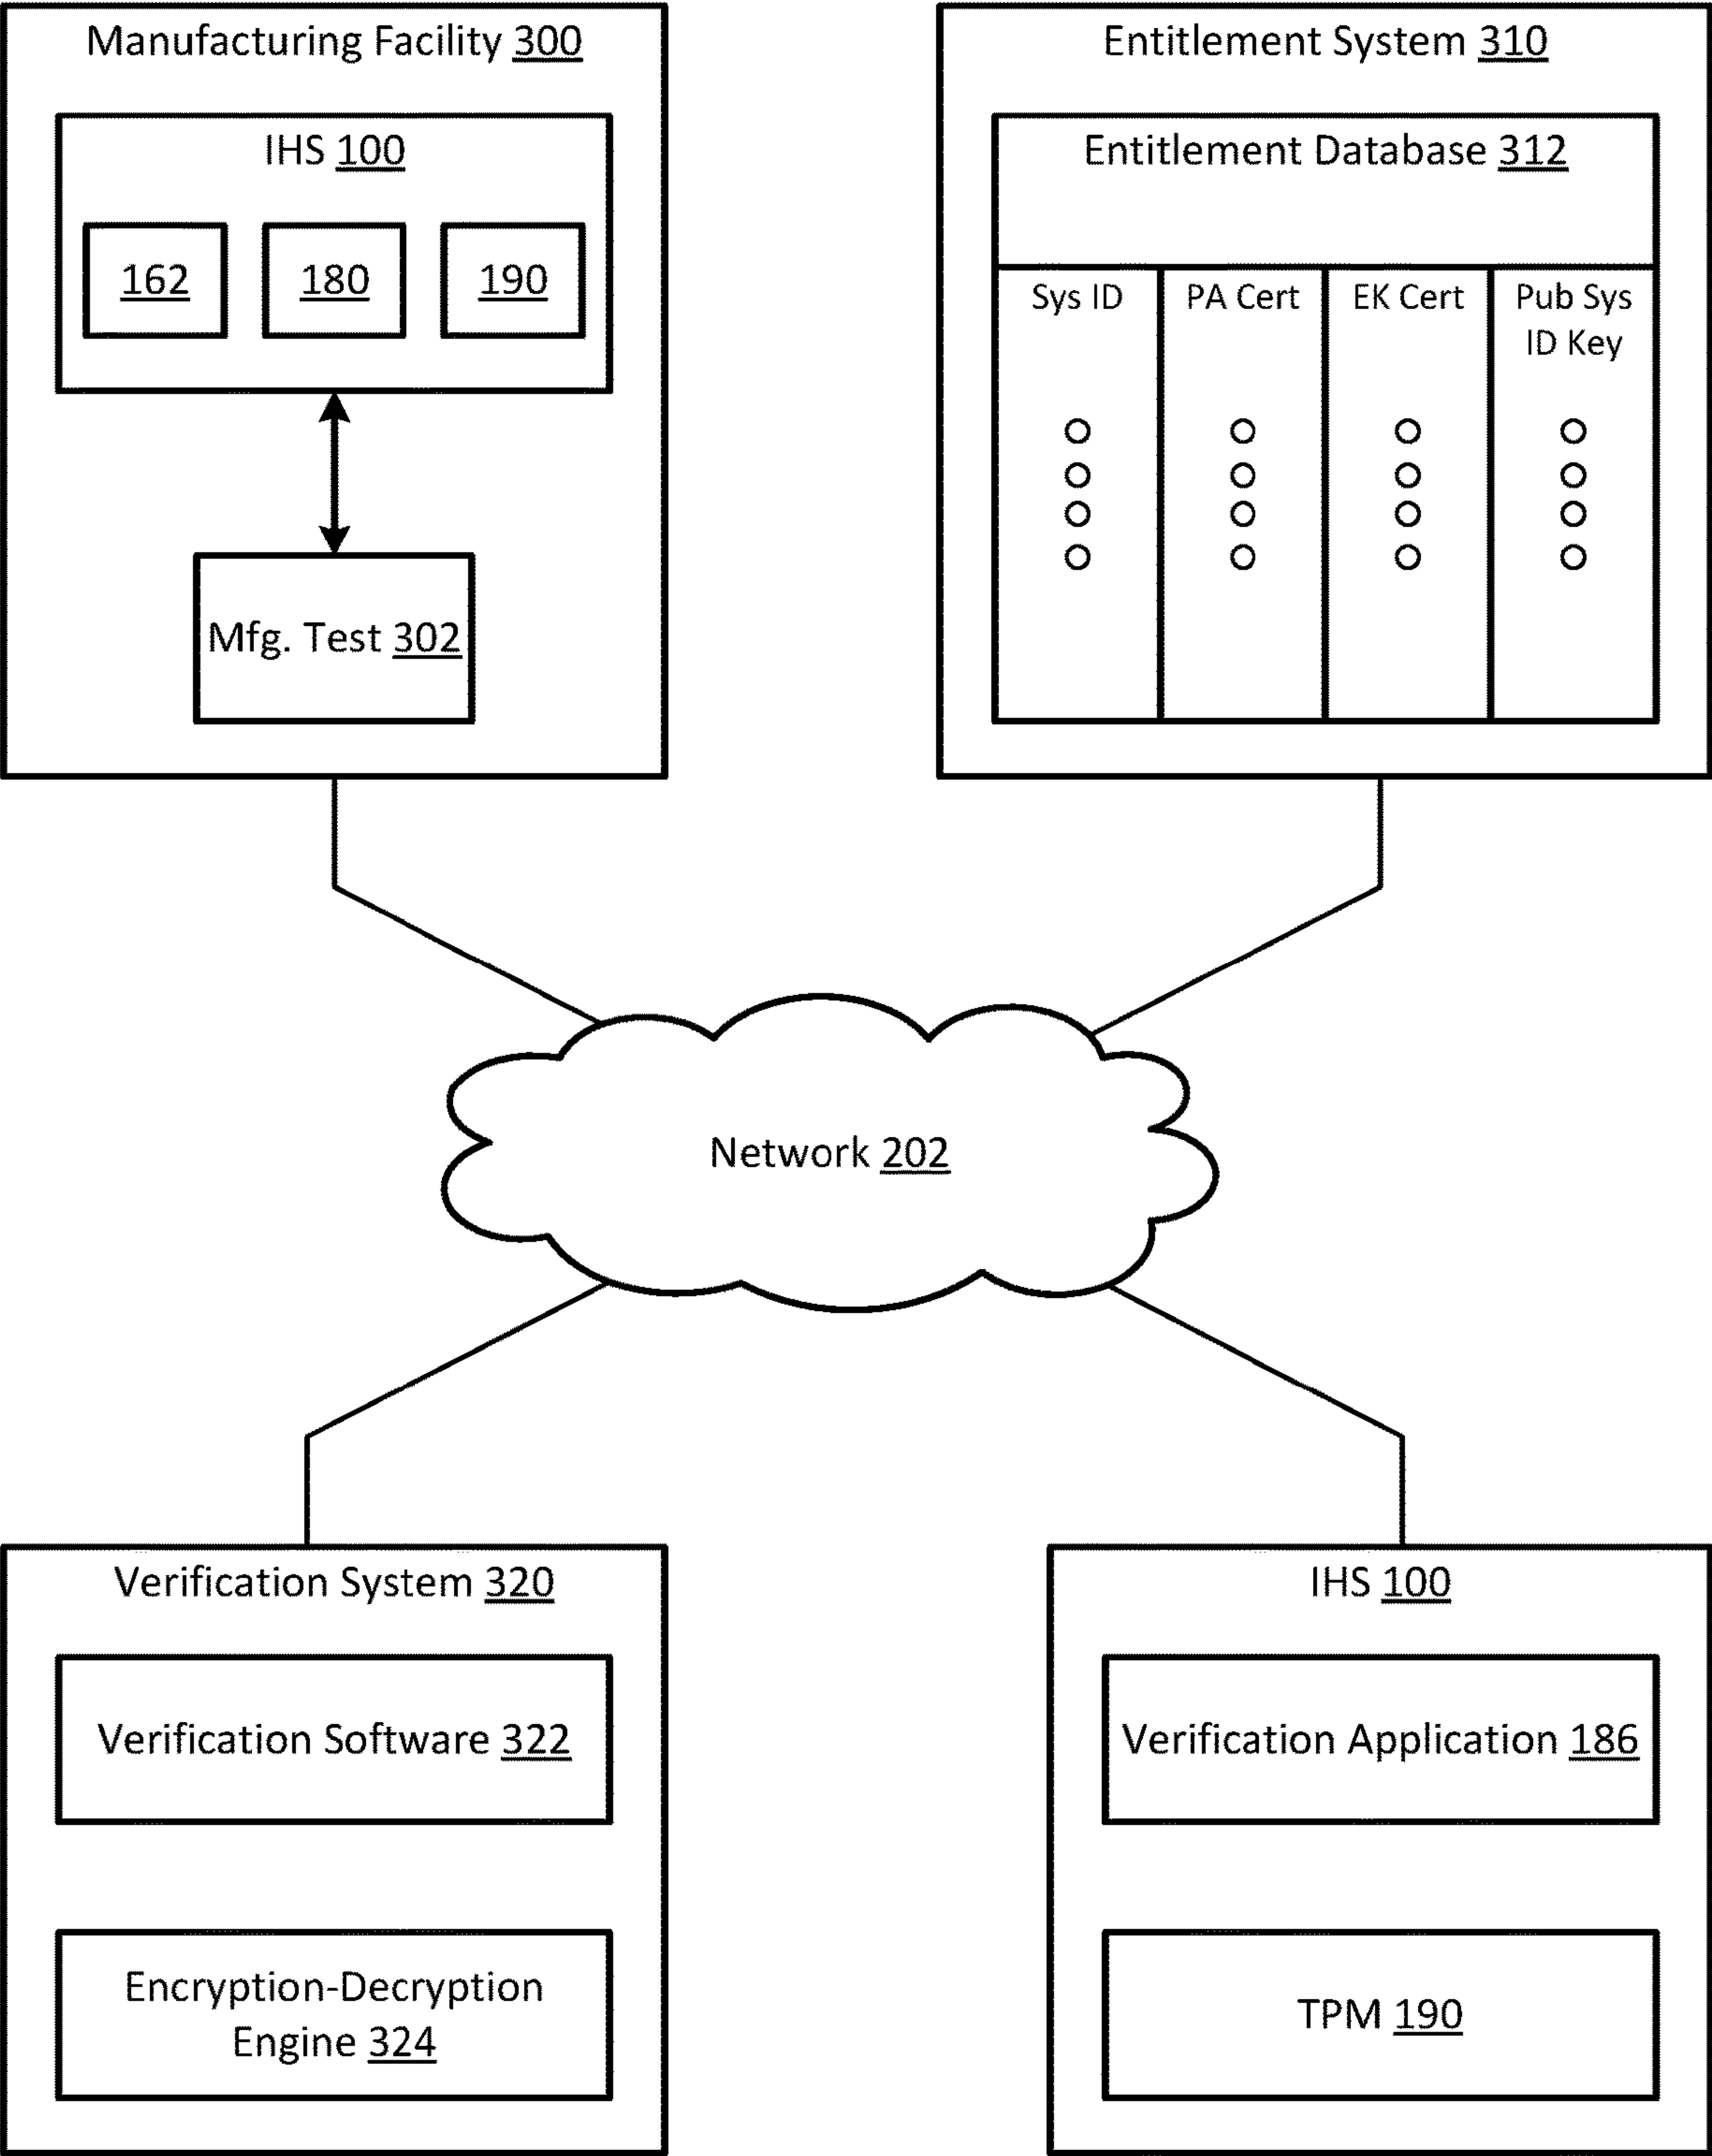 Manufacturing Facility 300
IHS 100
162
180
190
Mfg. Test 302
Entitlement System 310
Entitlement Database 312
Sys ID
PA Cert
EK Cert
Pub Sys
ID Key
Network 202
Verification System 320
Verification Software 322
Encryption-Decryption
Engine 324
IHS 100
Verification Application 186
TPM 190